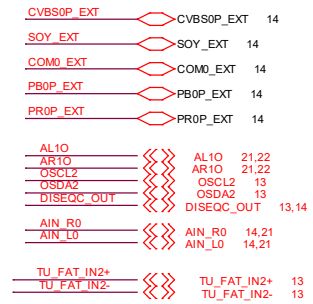 CVBS0P_EXT CVBS0P_EXT 14
SOY_EXT SOY_EXT 14
COM0_EXT COM0_EXT 14
PB0P_EXT PB0P_EXT 14
PR0P_EXT PR0P_EXT 14
AL1O AL1O 21,22
AR1O AR1O 21,22
OSCL2 OSCL2 13
OSDA2 OSDA2 13
DISEQC_OUT DISEQC_OUT 13,14
AIN_R0 AIN_R0 14,21
AIN_L0 AIN_L0 14,21
TU_FAT_IN2+ TU_FAT_IN2+ 13
TU_FAT_IN2- TU_FAT_IN2- 13